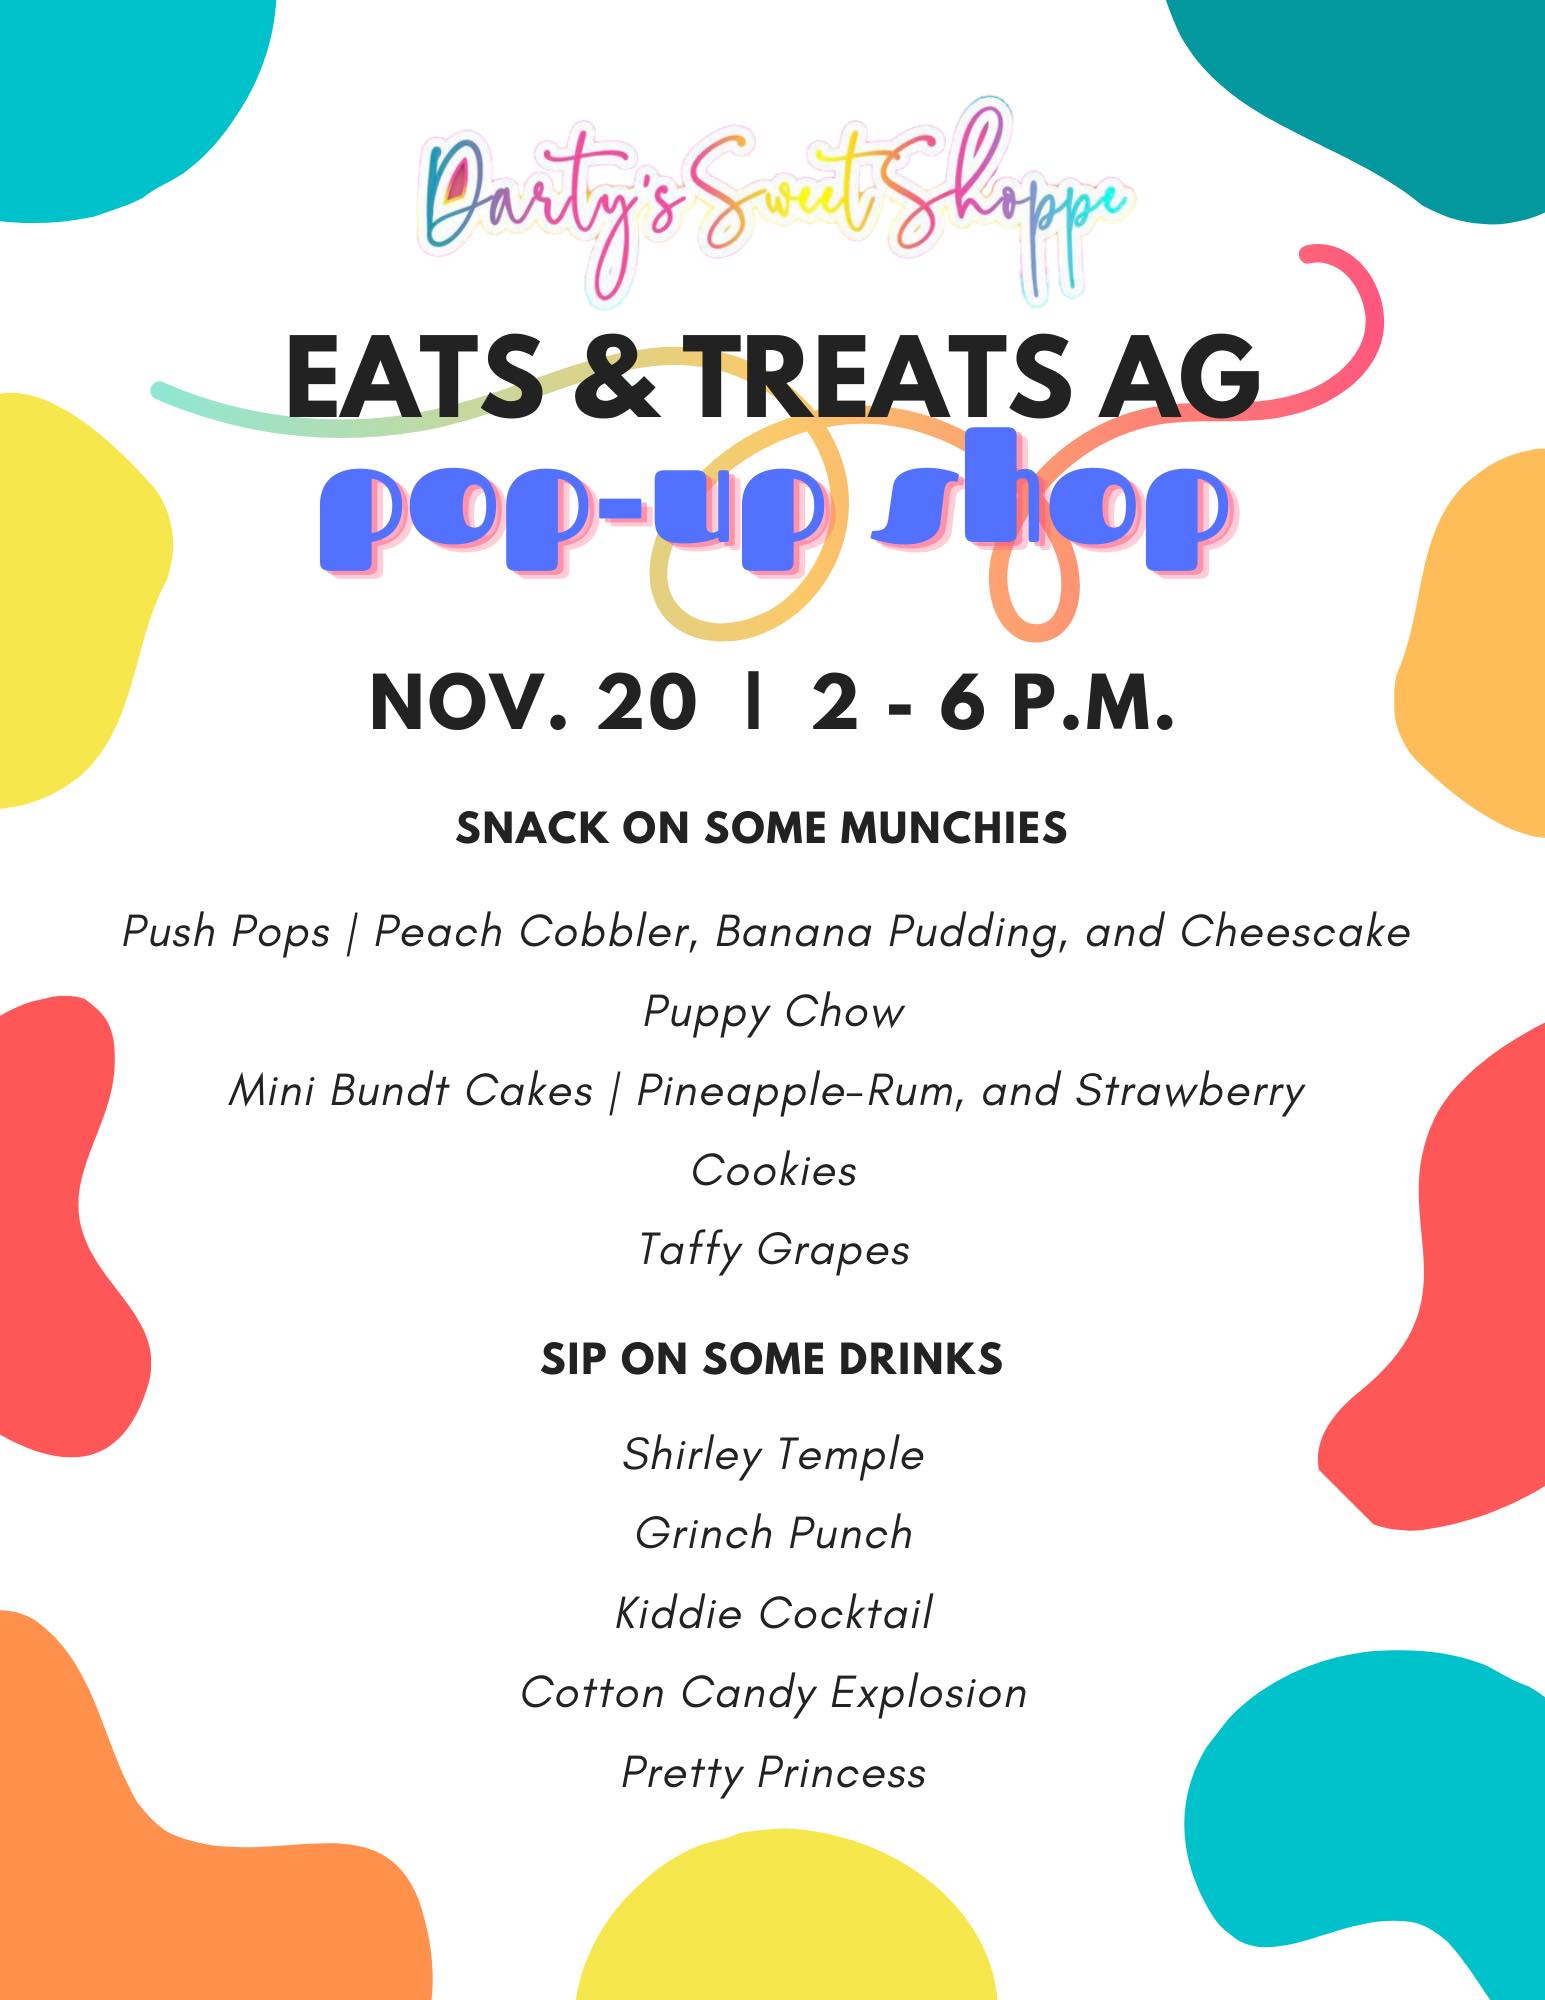 Darty's Sweet Shoppe
EATS & TREATS AG
pop-up shop
NOV. 20 | 2 - 6 P.M.
SNACK ON SOME MUNCHIES
Push Pops | Peach Cobbler, Banana Pudding, and Cheescake
Puppy Chow
Mini Bundt Cakes | Pineapple-Rum, and Strawberry
Cookies
Taffy Grapes
SIP ON SOME DRINKS
Shirley Temple
Grinch Punch
Kiddie Cocktail
Cotton Candy Explosion
Pretty Princess